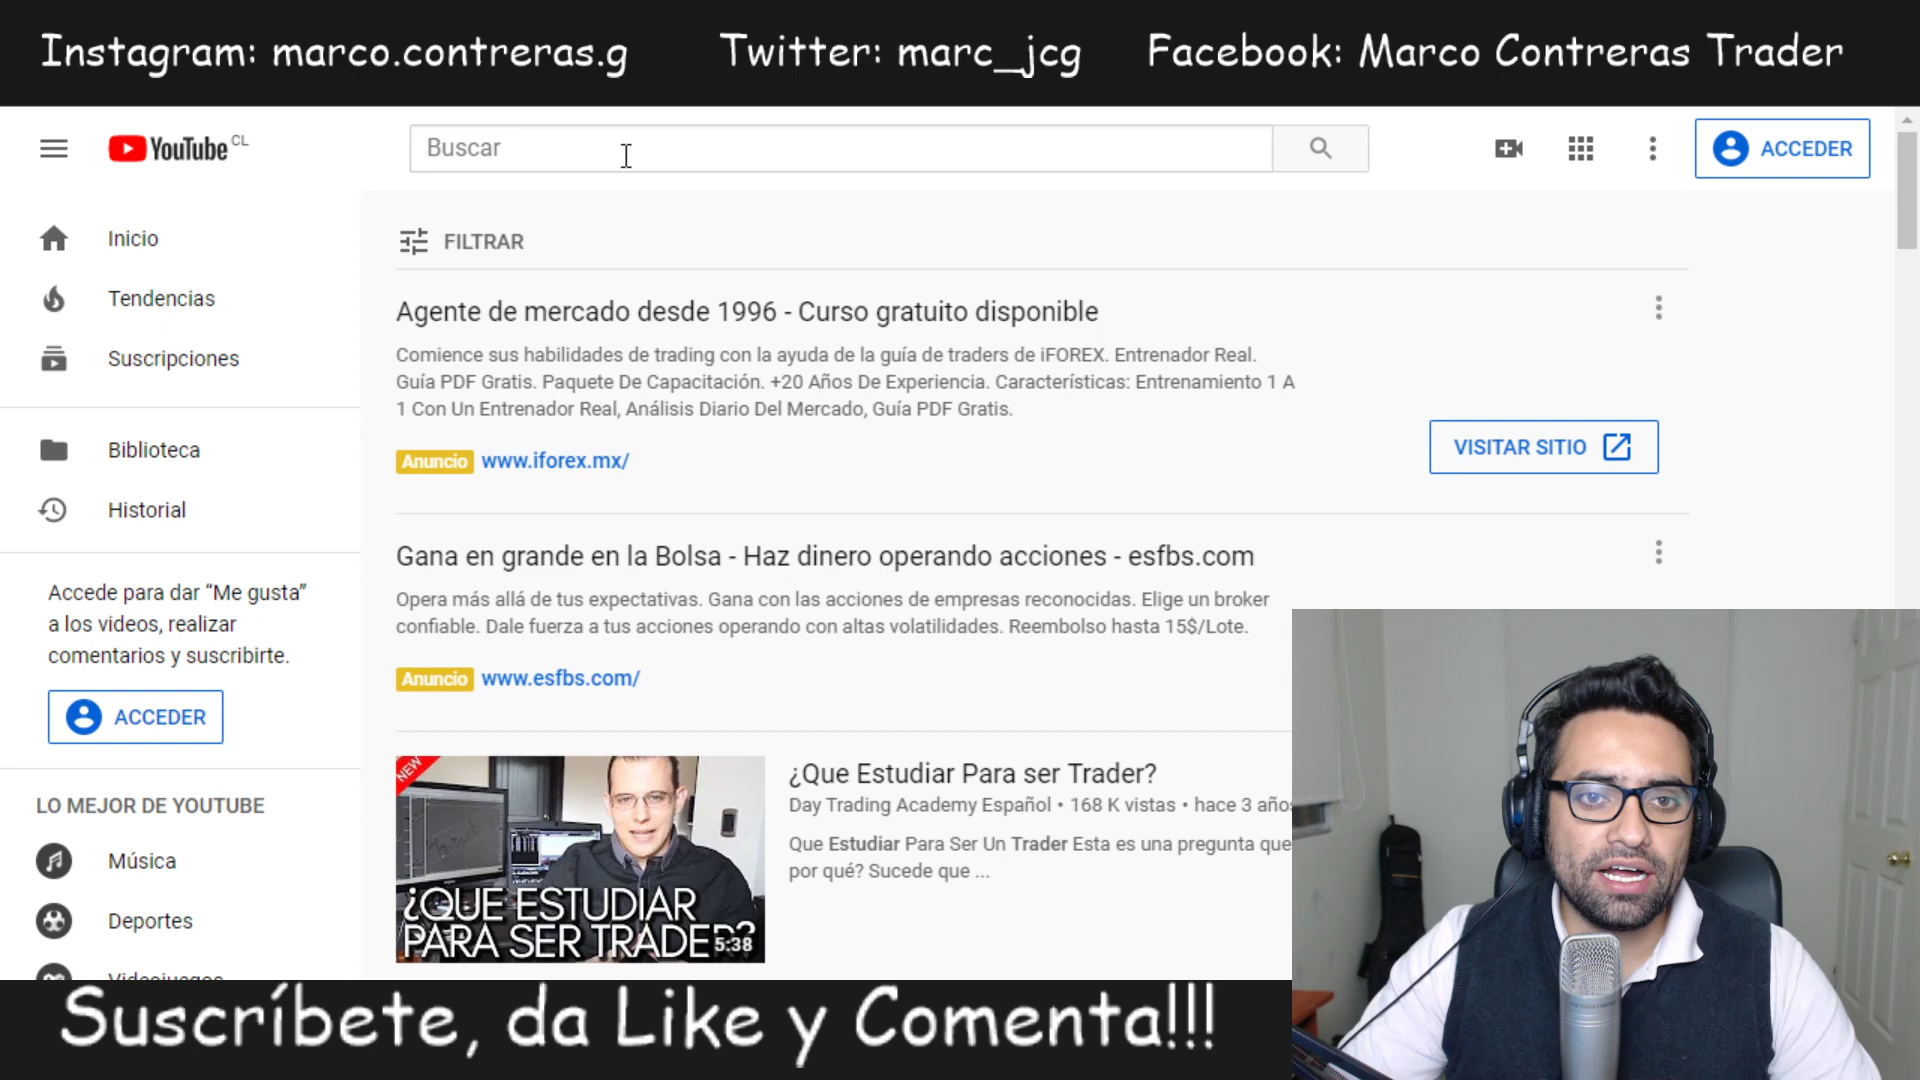 Instagram: marco.contreras.g Twitter: marc_jcg Facebook: Marco Contreras Trader
YouTube CL
Buscar
ACCEDER
Inicio
Tendencias
Suscripciones
Biblioteca
Historial
Accede para dar “Me gusta”
a los videos, realizar
comentarios y suscribirte.
ACCEDER
LO MEJOR DE YOUTUBE
Música
Deportes
Videojuegos
FILTRAR
Agente de mercado desde 1996 - Curso gratuito disponible
Comience sus habilidades de trading con la ayuda de la guía de traders de iFOREX. Entrenador Real.
Guía PDF Gratis. Paquete De Capacitación. +20 Años De Experiencia. Características: Entrenamiento 1 A
1 Con Un Entrenador Real, Análisis Diario Del Mercado, Guía PDF Gratis.
Anuncio www.iforex.mx/
VISITAR SITIO
Gana en grande en la Bolsa - Haz dinero operando acciones - esfbs.com
Opera más allá de tus expectativas. Gana con las acciones de empresas reconocidas. Elige un broker
confiable. Dale fuerza a tus acciones operando con altas volatilidades. Reembolso hasta 15$/Lote.
Anuncio www.esfbs.com/
NEW
¿QUE ESTUDIAR
PARA SER TRADER?
5:38
¿Que Estudiar Para ser Trader?
Day Trading Academy Español • 168 K vistas • hace 3 años
Que Estudiar Para Ser Un Trader Esta es una pregunta que
por qué? Sucede que ...
Suscríbete, da Like y Comenta!!!